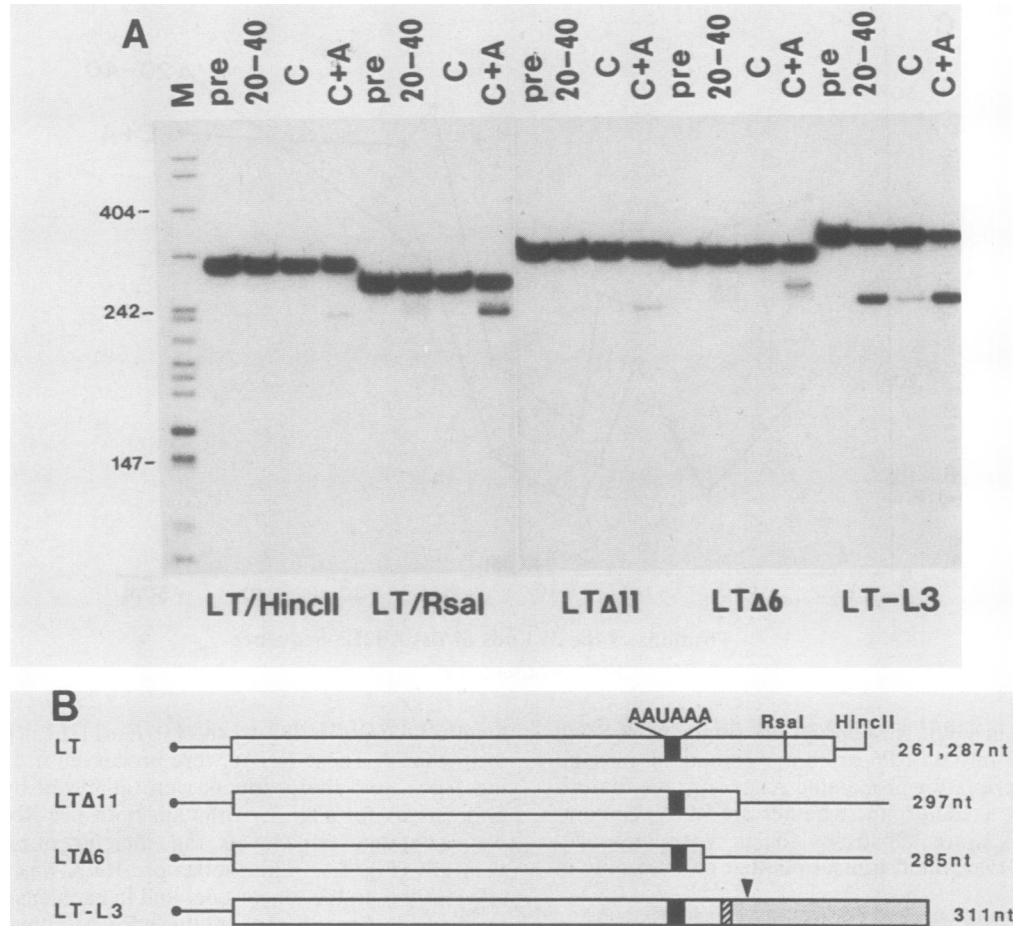 A
M pre 20-40 C C+A pre 20-40 C C+A pre 20-40 C C+A pre 20-40 C C+A pre 20-40 C C+A
404-
242-
147-
LT/HincII LT/RsaI LTΔ11 LTΔ6 LT-L3
B
AAUAAA
RsaI HincII
LT 261,287nt
LTΔ11 297nt
LTΔ6 285nt
LT-L3 311nt